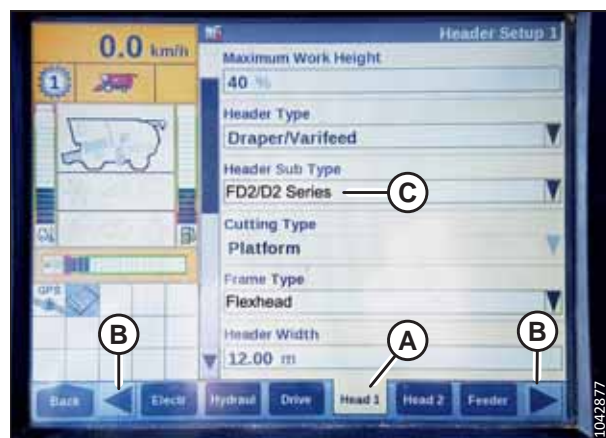 0.0 km/h
Header Setup 1
1
Maximum Work Height
40 %
Header Type
Draper/Varifeed
Header Sub Type
FD2/D2 Series
C
Cutting Type
Platform
Frame Type
Flexhead
GPS
Header Width
12.00 m
B
A
B
Back
Electr
Hydraul
Drive
Head 1
Head 2
Feeder
1042877